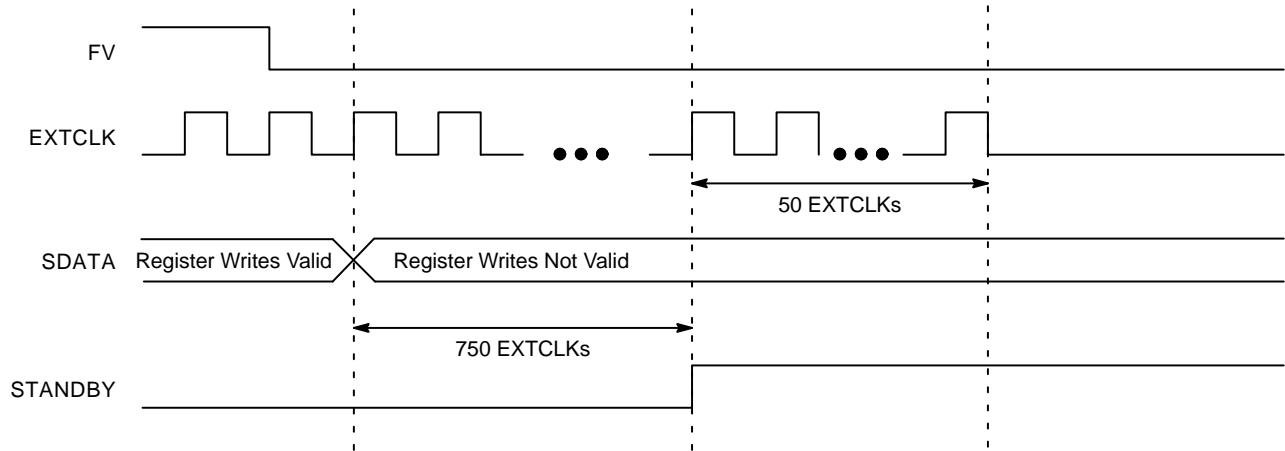 FV
EXTCLK
50 EXTCLKs
SDATA Register Writes Valid Register Writes Not Valid
750 EXTCLKs
STANDBY